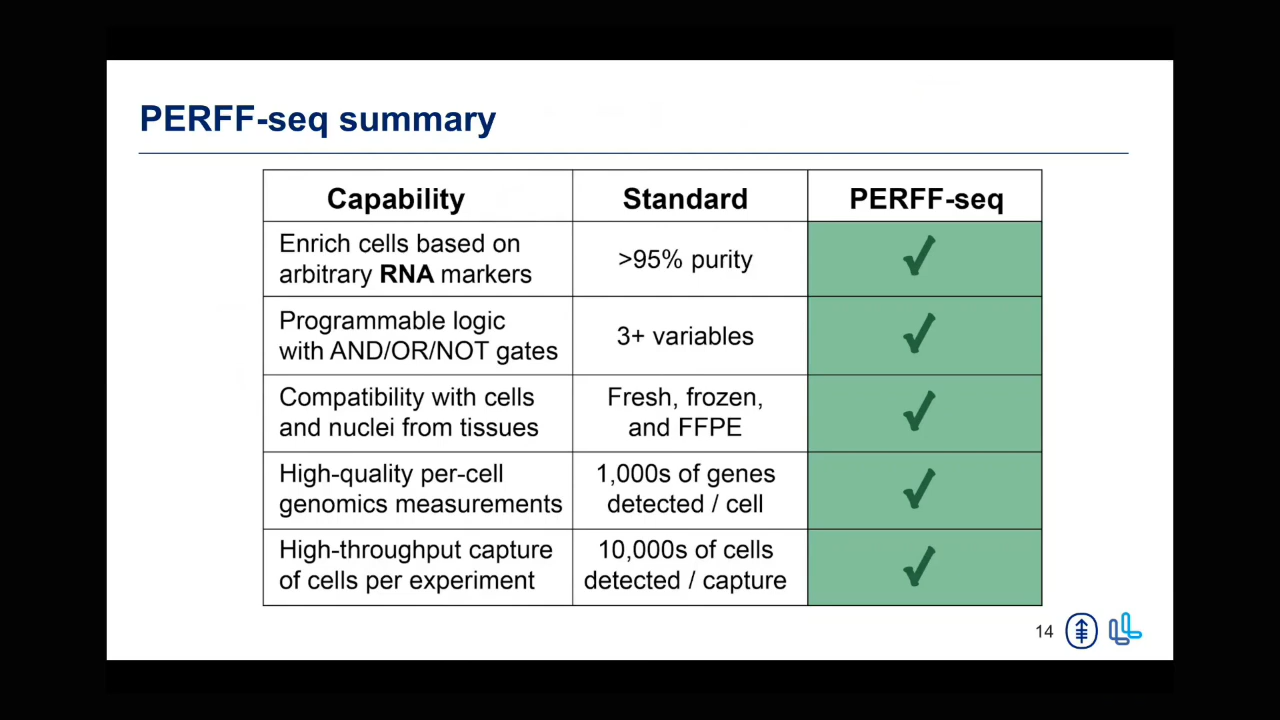 PERFF-seq summary
Capability Standard PERFF-seq
Enrich cells based on
arbitrary RNA markers
>95% purity
✓
Programmable logic
with AND/OR/NOT gates
3+ variables
✓
Compatibility with cells
and nuclei from tissues
Fresh, frozen,
and FFPE
✓
High-quality per-cell
genomics measurements
1,000s of genes
detected / cell
✓
High-throughput capture
of cells per experiment
10,000s of cells
detected / capture
✓
14